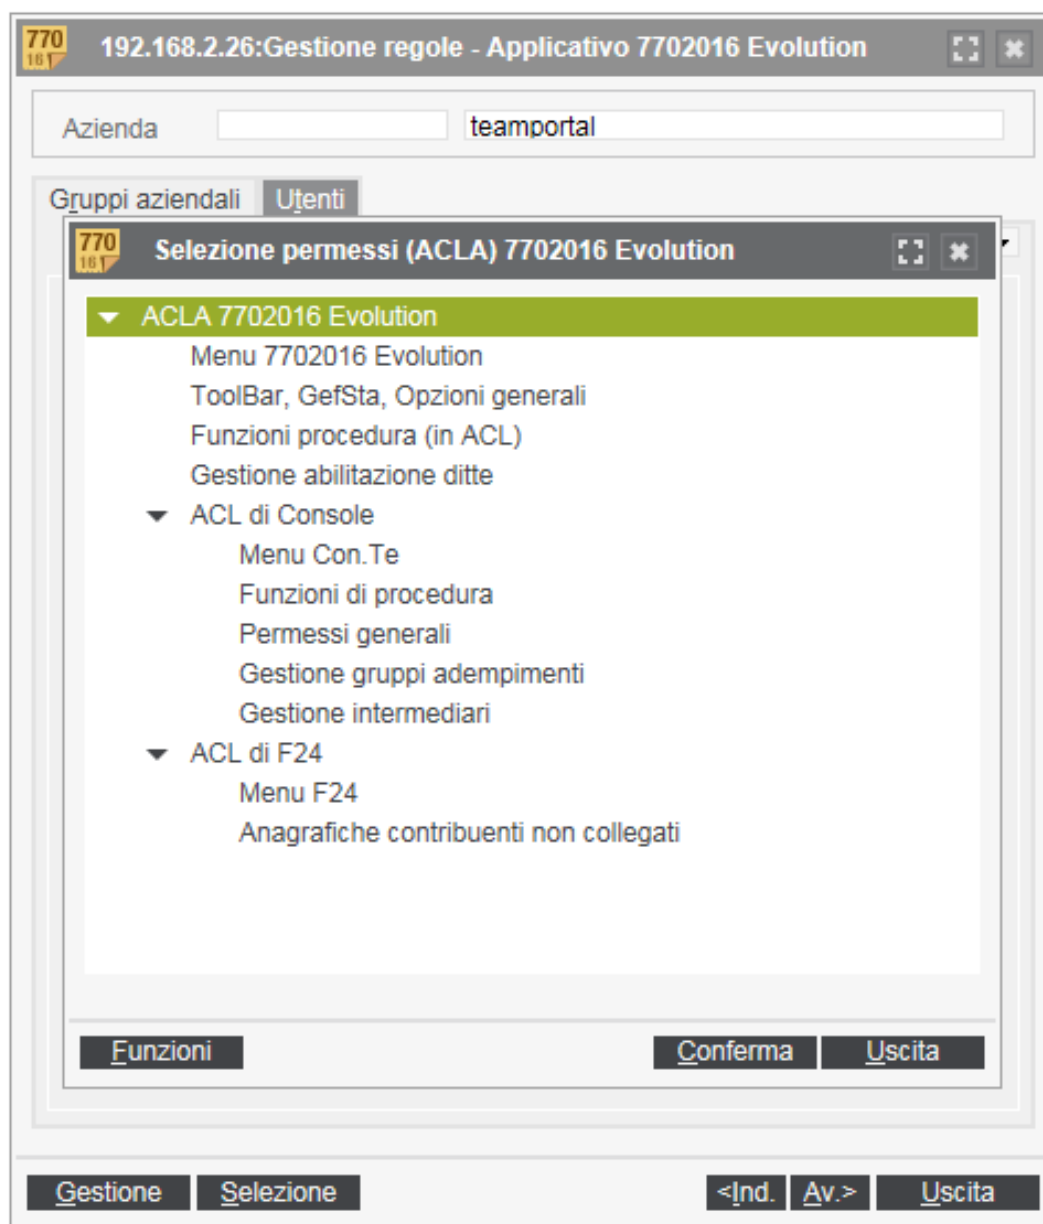 770
16
192.168.2.26:Gestione regole - Applicativo 7702016 Evolution
Azienda
teamportal
Gruppi aziendali Utenti
770
16
Selezione permessi (ACLA) 7702016 Evolution
ACLA 7702016 Evolution
Menu 7702016 Evolution
ToolBar, GefSta, Opzioni generali
Funzioni procedura (in ACL)
Gestione abilitazione ditte
ACL di Console
Menu Con.Te
Funzioni di procedura
Permessi generali
Gestione gruppi adempimenti
Gestione intermediari
ACL di F24
Menu F24
Anagrafiche contribuenti non collegati
Funzioni Conferma Uscita
Gestione Selezione <Ind. Av.> Uscita